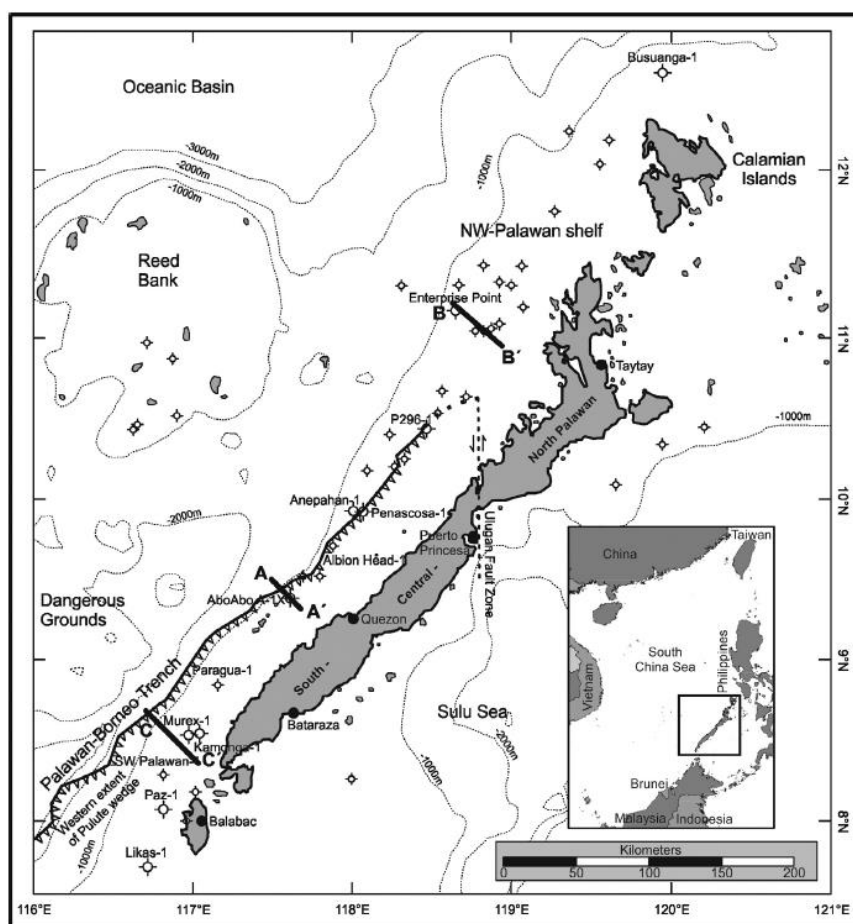 Busuanga-1
Oceanic Basin
-3000m
-2000m
-1000m
-1000m
12°N
Calamian
Islands
NW-Palawan shelf
Reed
Bank
Enterprise Point
B
B´
11°N
Taytay
North Palawan
P296-1
-1000m
-2000m
Anepahan-1
Penascosa-1
10°N
Ulugan Fault Zone
Puerto
Princesa
Albion Head-1
A
A´
AboAbo A-1X
Central -
Dangerous
Grounds
Quezon
South -
9°N
Paragua-1
Palawan-Borneo Trench
Sulu Sea
Bataraza
Murex-1
Kamonga-1
C
C´
SW Palawan-1
Western extent
of Pulute wedge
Paz-1
-1000m
Balabac
8°N
Likas-1
-1000m
-2000m
Taiwan
China
South
China Sea
Philippines
Vietnam
Brunei
Malaysia
Indonesia
Kilometers
0 50 100 150 200
116°E 117°E 118°E 119°E 120°E 121°E